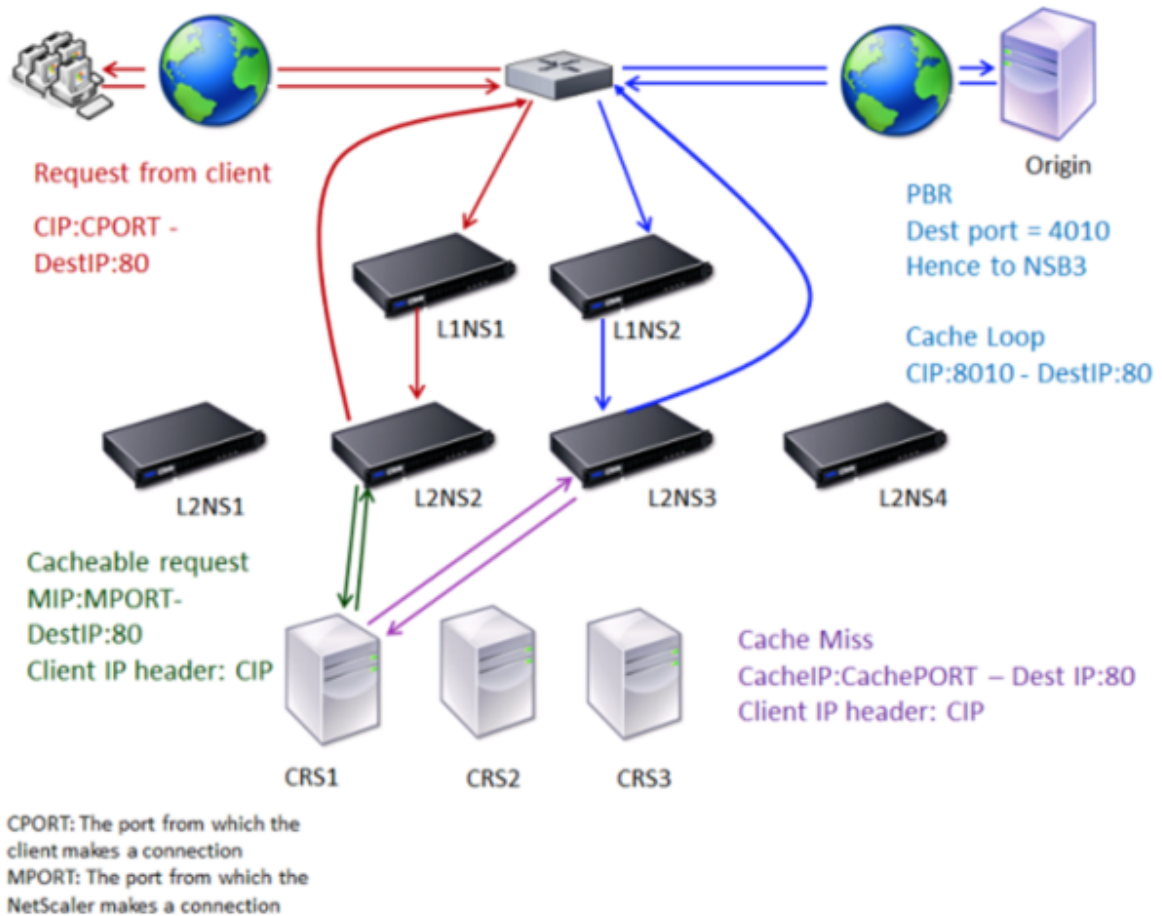 Request from client
CIP:CPORT -
DestIP:80
Origin
PBR
Dest port = 4010
Hence to NSB3
Cache Loop
CIP:8010 - DestIP:80
L1NS1
L1NS2
L2NS1
L2NS2
L2NS3
L2NS4
Cacheable request
MIP:MPORT-
DestIP:80
Client IP header: CIP
Cache Miss
CacheIP:CachePORT – Dest IP:80
Client IP header: CIP
CRS1
CRS2
CRS3
CPORT: The port from which the
client makes a connection
MPORT: The port from which the
NetScaler makes a connection